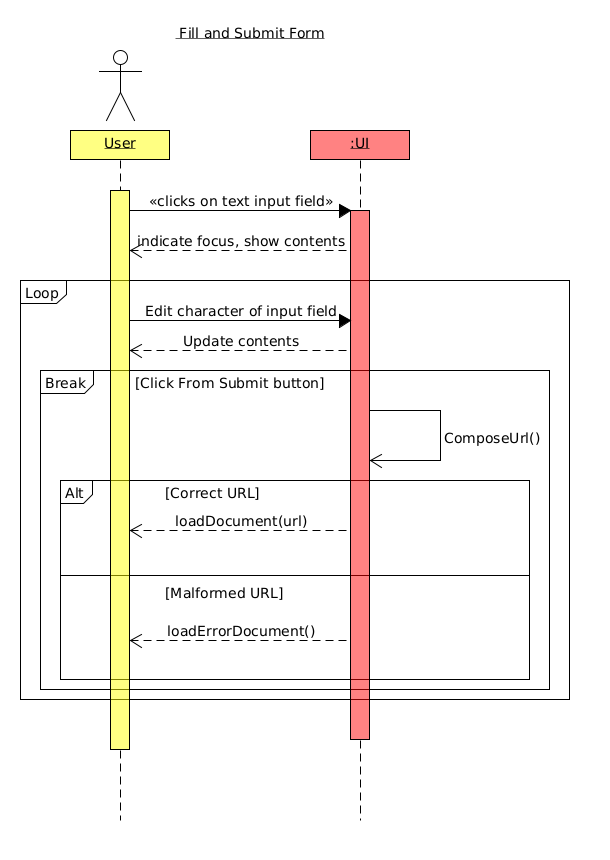 Fill and Submit Form
User
:UI
«clicks on text input field»
indicate focus, show contents
Loop
Edit character of input field
Update contents
Break
[Click From Submit button]
ComposeUrl()
Alt
[Correct URL]
loadDocument(url)
[Malformed URL]
loadErrorDocument()